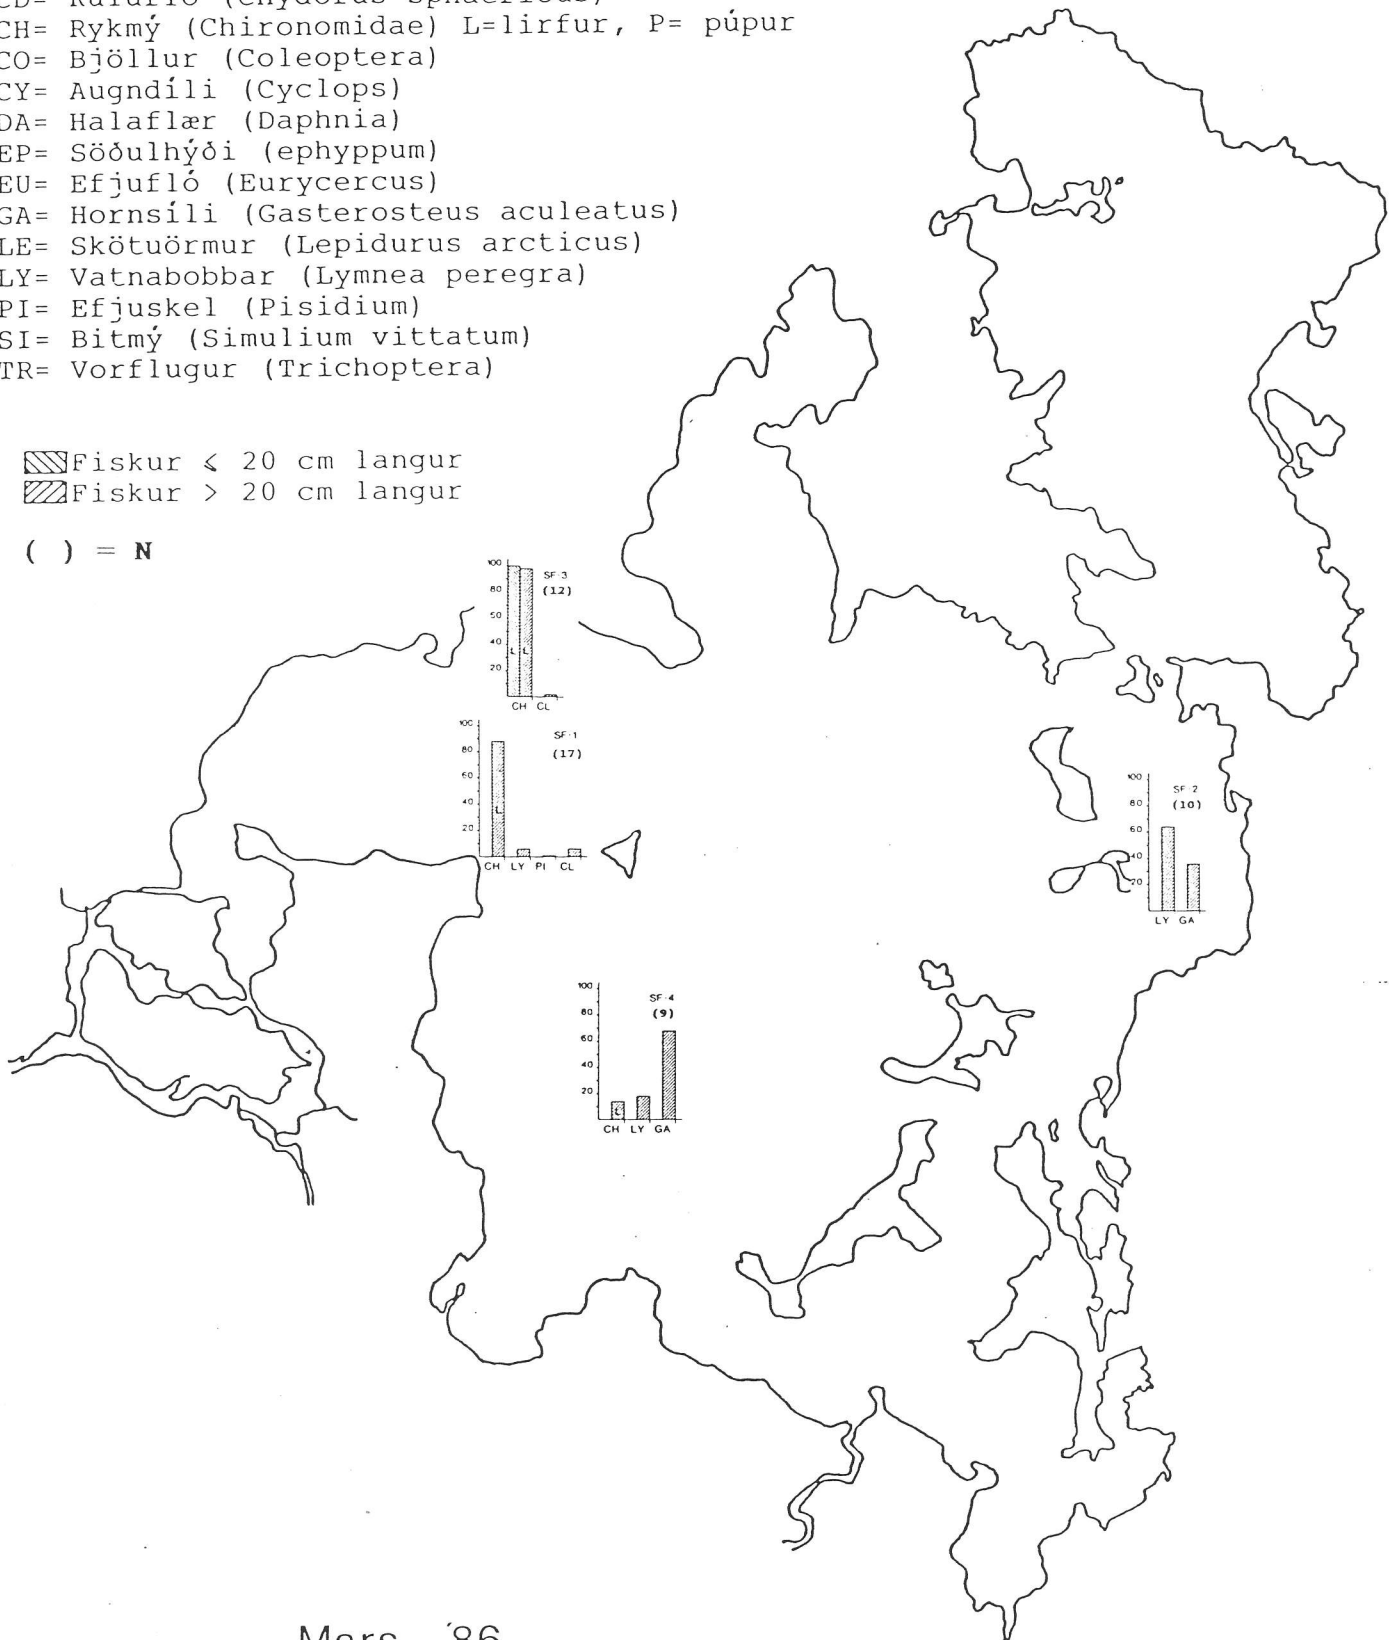 CH= Rykmý (Chironomidae) L=lirfur, P= púpur
CO= Bjöllur (Coleoptera)
CY= Augndíli (Cyclops)
DA= Halaflær (Daphnia)
EP= Söðulhýði (ephyppum)
EU= Efjufló (Eurycercus)
GA= Hornsíli (Gasterosteus aculeatus)
LE= Skötuörmur (Lepidurus arcticus)
LY= Vatnabobbar (Lymnea peregra)
PI= Efjuskel (Pisidium)
SI= Bitmý (Simulium vittatum)
TR= Vorflugur (Trichoptera)
Fiskur ⩽ 20 cm langur
Fiskur > 20 cm langur
( ) = N
SF-3
(12)
100
80
50
40
20
L L
CH CL
SF-1
(17)
100
80
60
40
20
L
CH LY PI CL
SF-2
(10)
100
80
60
40
20
LY GA
SF-4
(9)
100
80
60
40
20
L
CH LY GA
Mars '86